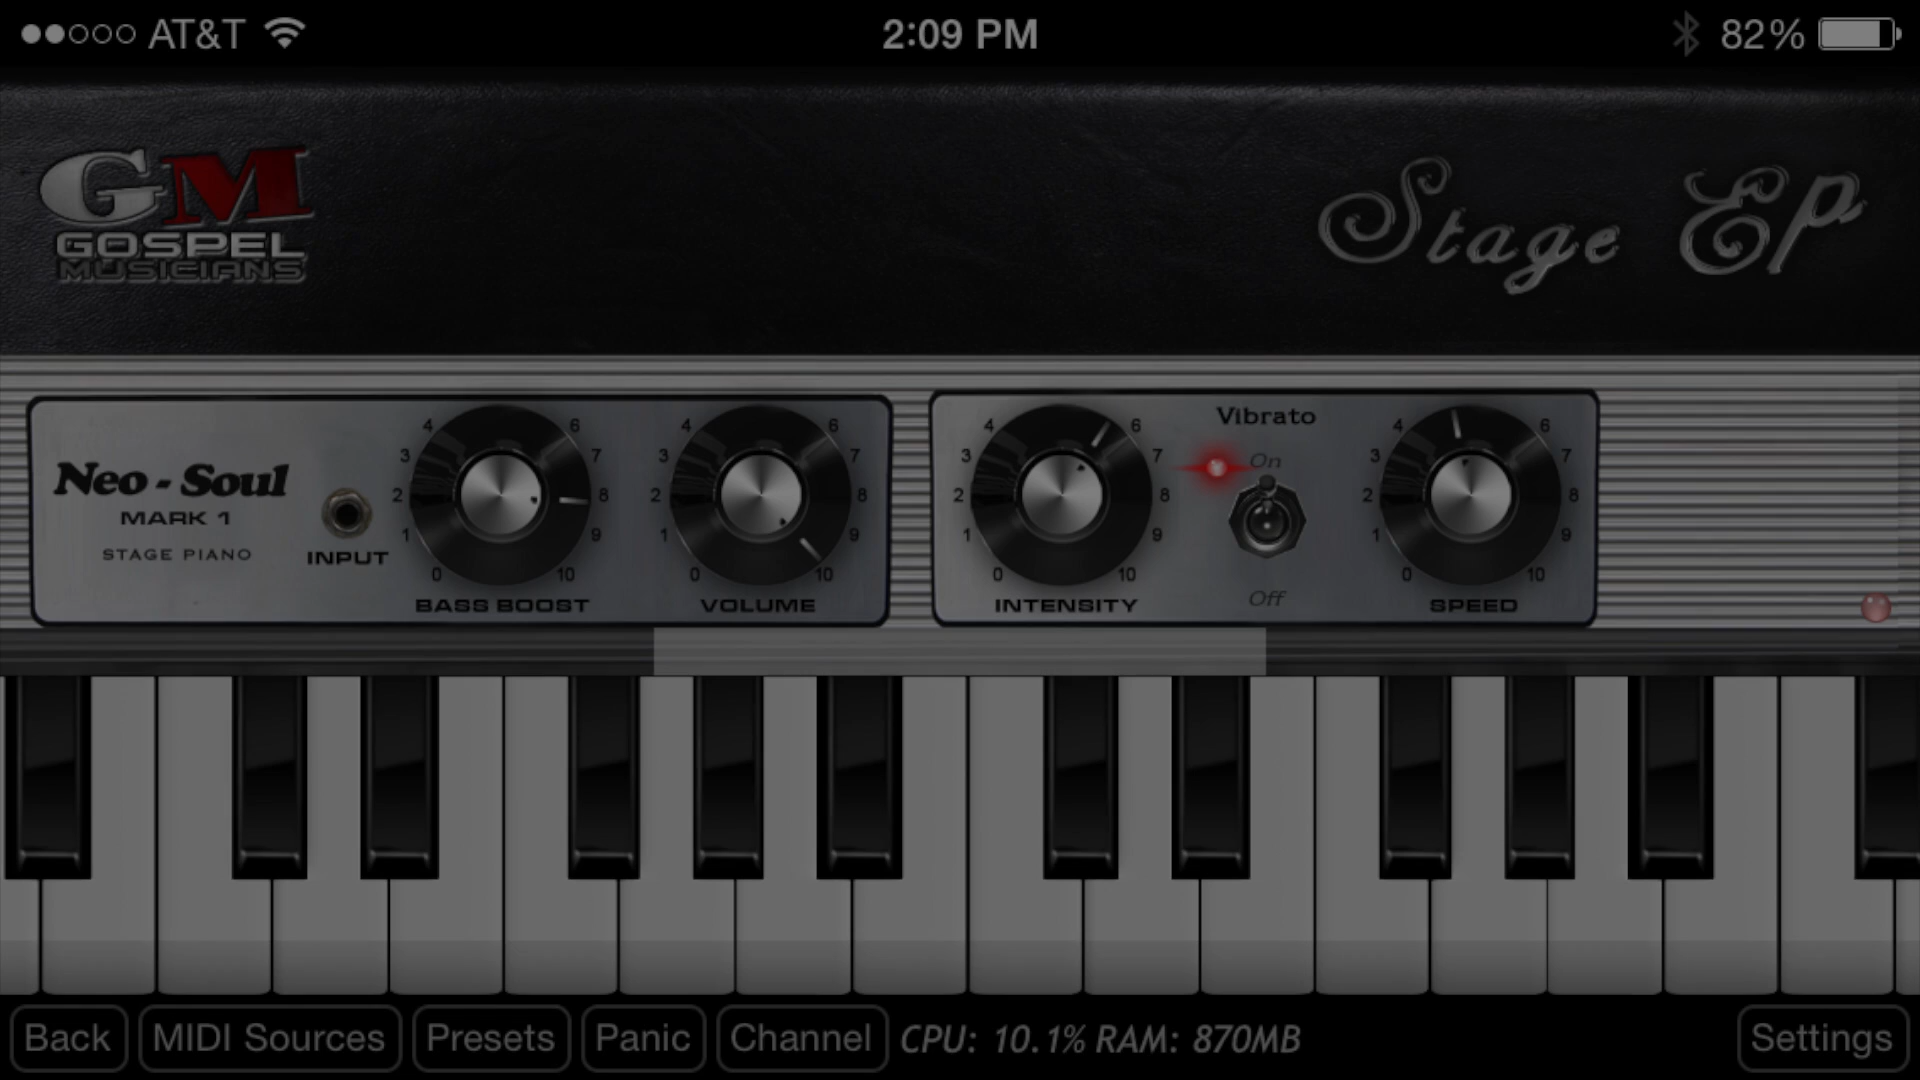 AT&T 2:09 PM 82%
GM
GOSPEL
MUSICIANS
Stage EP
Neo - Soul
MARK 1
STAGE PIANO
INPUT
0 1 2 3 4 6 7 8 9 10
BASS BOOST
0 1 2 3 4 6 7 8 9 10
VOLUME
0 1 2 3 4 6 7 8 9 10
INTENSITY
Vibrato
On
Off
0 1 2 3 4 6 7 8 9 10
SPEED
Back MIDI Sources Presets Panic Channel CPU: 10.1% RAM: 870MB Settings